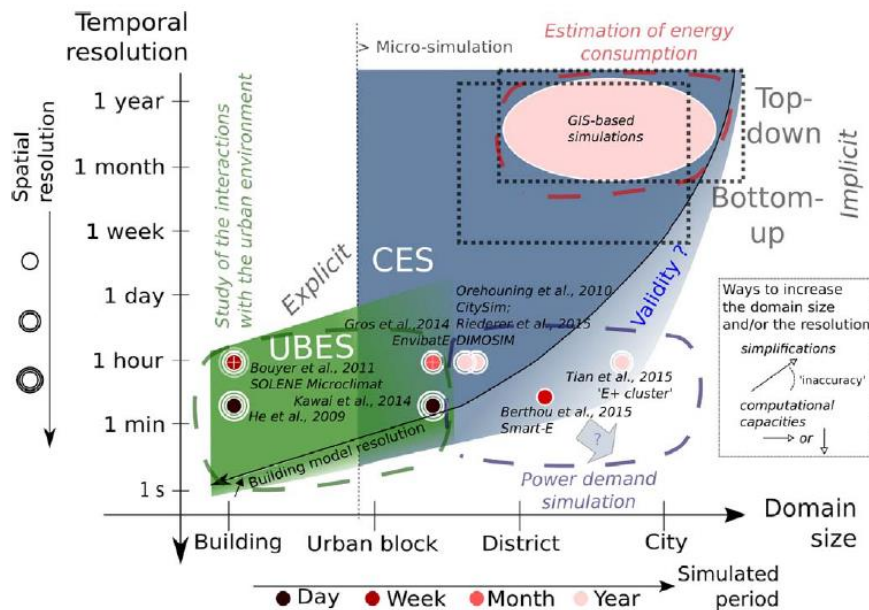 Temporal
resolution
> Micro-simulation
Estimation of energy
consumption
1 year
1 month
1 week
1 day
1 hour
1 min
1 s
Spatial
resolution
Study of the interactions
with the urban environment
GIS-based
simulations
Top-
down
Bottom-
up
Implicit
Explicit
CES
UBES
Validity ?
Orehouning et al., 2010
CitySim;
Gros et al., 2014
Riederer et al., 2015
EnvibatE
DIMOSIM
Bouyer et al., 2011
SOLENE Microclimat
Kawai et al., 2014
He et al., 2009
Tian et al., 2015
'E+ cluster'
Berthou et al., 2015
Smart-E
?
Building model resolution
Power demand
simulation
Ways to increase
the domain size
and/or the resolution
simplifications
'inaccuracy'
computational
capacities
or
Building
Urban block
District
City
Domain
size
Simulated
period
Day
Week
Month
Year